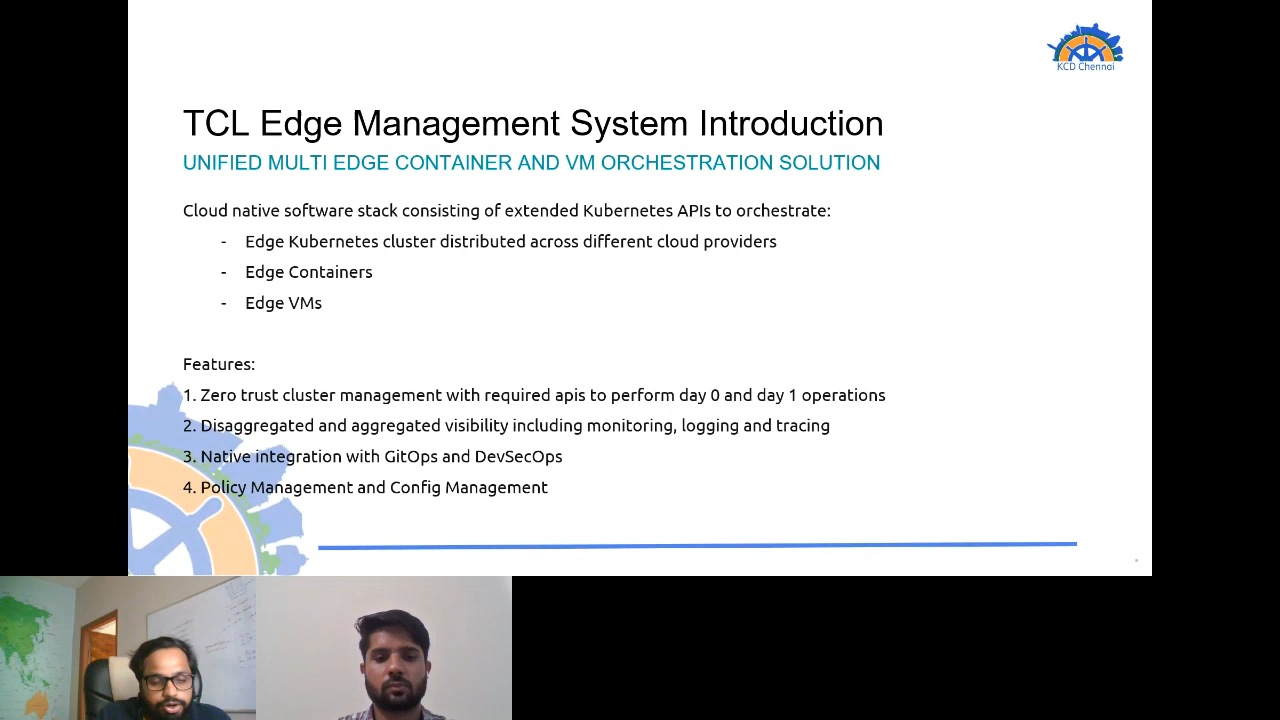 KCD Chennai
TCL Edge Management System Introduction
UNIFIED MULTI EDGE CONTAINER AND VM ORCHESTRATION SOLUTION
Cloud native software stack consisting of extended Kubernetes APIs to orchestrate:
- Edge Kubernetes cluster distributed across different cloud providers
- Edge Containers
- Edge VMs
Features:
1. Zero trust cluster management with required apis to perform day 0 and day 1 operations
2. Disaggregated and aggregated visibility including monitoring, logging and tracing
3. Native integration with GitOps and DevSecOps
4. Policy Management and Config Management